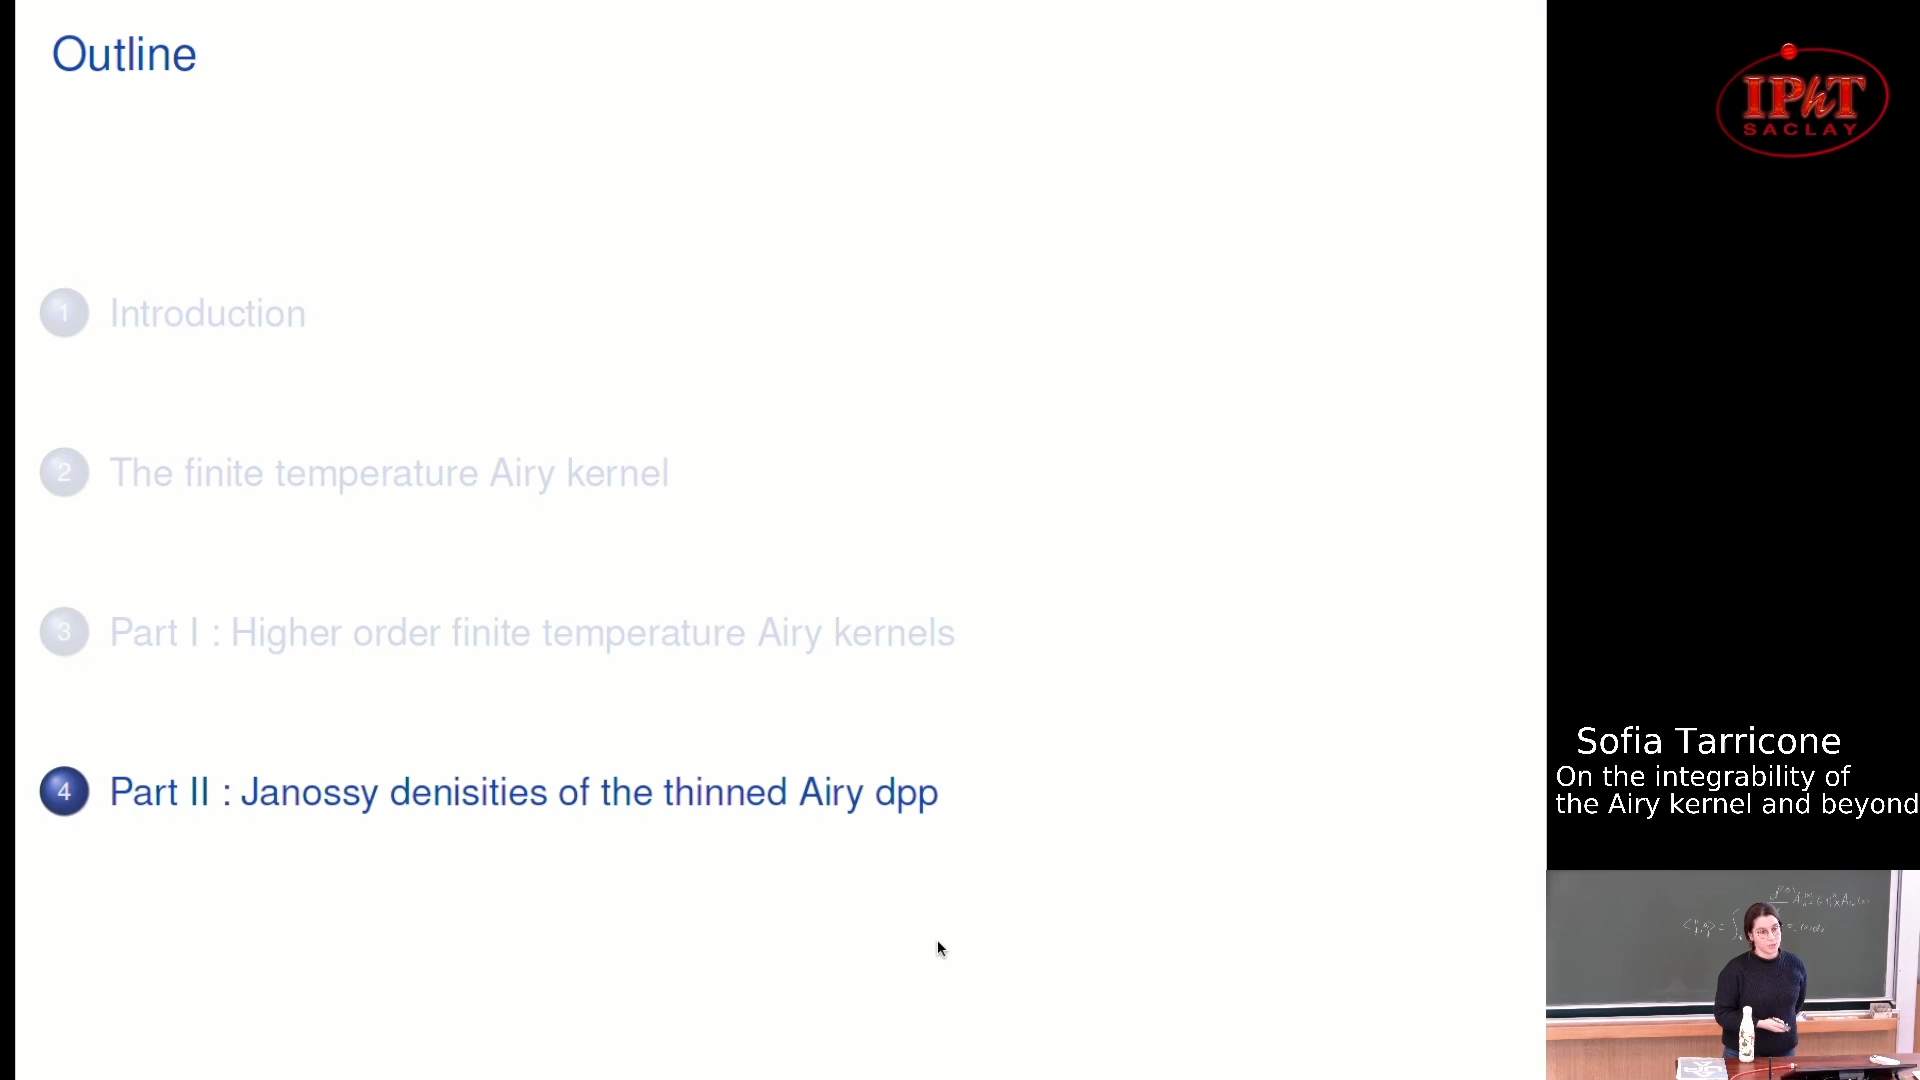 Outline
1 Introduction
2 The finite temperature Airy kernel
3 Part I : Higher order finite temperature Airy kernels
4 Part II : Janossy denisities of the thinned Airy dpp
IPhT
SACLAY
Sofia Tarricone
On the integrability of
the Airy kernel and beyond